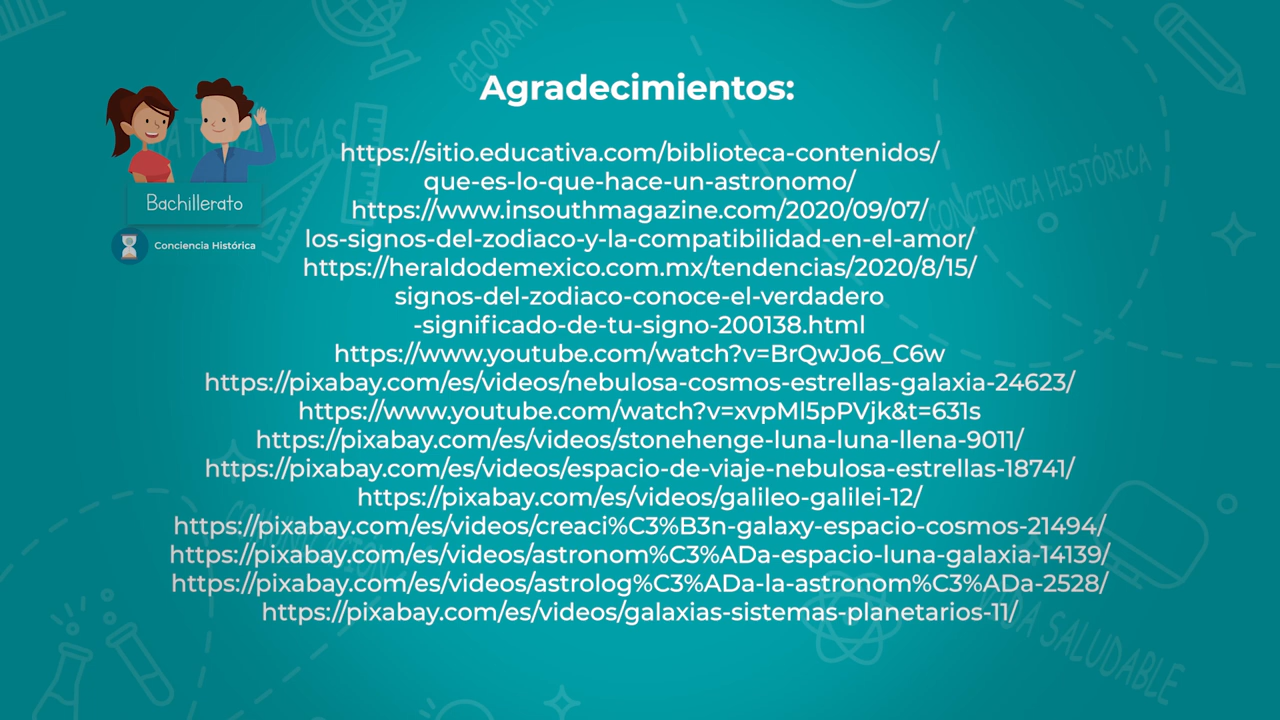 GEOGRAFÍA
Agradecimientos:
MATEMÁTICAS
https://sitio.educativa.com/biblioteca-contenidos/
que-es-lo-que-hace-un-astronomo/
Bachillerato
https://www.insouthmagazine.com/2020/09/07/
CONCIENCIA HISTÓRICA
Conciencia Histórica
los-signos-del-zodiaco-y-la-compatibilidad-en-el-amor/
https://heraldodemexico.com.mx/tendencias/2020/8/15/
signos-del-zodiaco-conoce-el-verdadero
-significado-de-tu-signo-200138.html
https://www.youtube.com/watch?v=BrQwJo6_C6w
https://pixabay.com/es/videos/nebulosa-cosmos-estrellas-galaxia-24623/
https://www.youtube.com/watch?v=xvpMl5pPVjk&t=631s
https://pixabay.com/es/videos/stonehenge-luna-luna-llena-9011/
https://pixabay.com/es/videos/espacio-de-viaje-nebulosa-estrellas-18741/
https://pixabay.com/es/videos/galileo-galilei-12/
https://pixabay.com/es/videos/creaci%C3%B3n-galaxy-espacio-cosmos-21494/
https://pixabay.com/es/videos/astronom%C3%ADa-espacio-luna-galaxia-14139/
https://pixabay.com/es/videos/astrolog%C3%ADa-la-astronom%C3%ADa-2528/
https://pixabay.com/es/videos/galaxias-sistemas-planetarios-11/
VIDA SALUDABLE